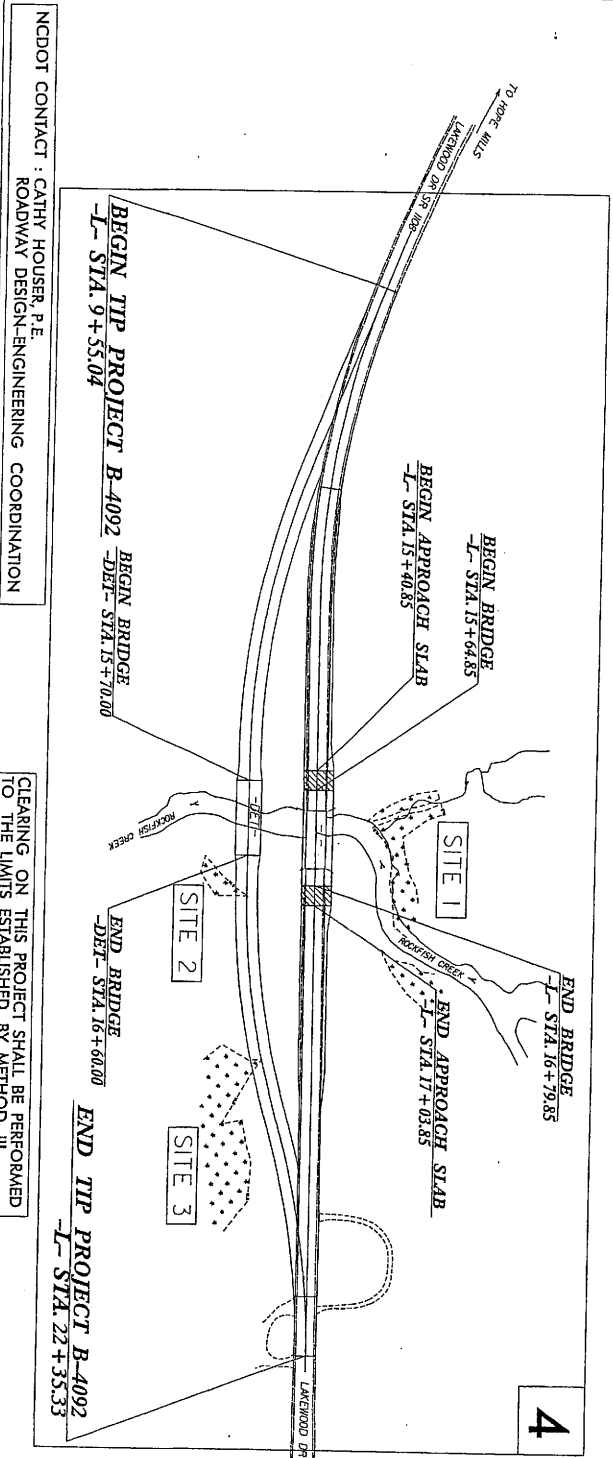 TO HOPE MILLS
LAKEWOOD DR SR 1108
BEGIN TIP PROJECT B-4092
-L- STA. 9+55.04
BEGIN APPROACH SLAB
-L- STA. 15+40.85
BEGIN BRIDGE
-L- STA. 15+64.85
BEGIN BRIDGE
-DET- STA. 15+70.00
-DET-
-L-
ROCKFISH CREEK
SITE 1
ROCKFISH CREEK
SITE 2
END BRIDGE
-L- STA. 16+79.85
END APPROACH SLAB
-L- STA. 17+03.85
END BRIDGE
-DET- STA. 16+60.00
SITE 3
END TIP PROJECT B-4092
-L- STA. 22+35.33
LAKEWOOD DR
4
NCDOT CONTACT : CATHY HOUSER, P.E.
ROADWAY DESIGN-ENGINEERING COORDINATION
CLEARING ON THIS PROJECT SHALL BE PERFORMED
TO THE LIMITS ESTABLISHED BY METHOD III